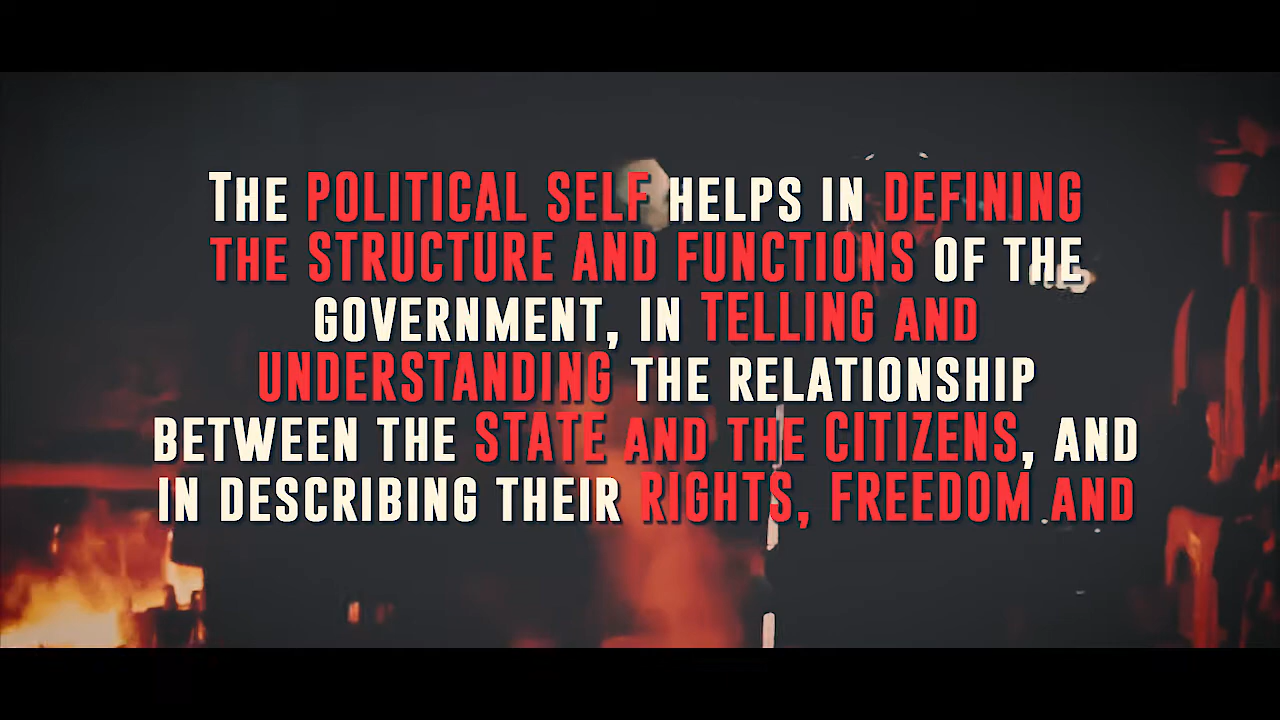 The POLITICAL SELF HELPS IN DEFINING
THE STRUCTURE AND FUNCTIONS OF THE
GOVERNMENT, IN TELLING AND
UNDERSTANDING THE RELATIONSHIP
BETWEEN THE STATE AND THE CITIZENS, AND
IN DESCRIBING THEIR RIGHTS, FREEDOM AND